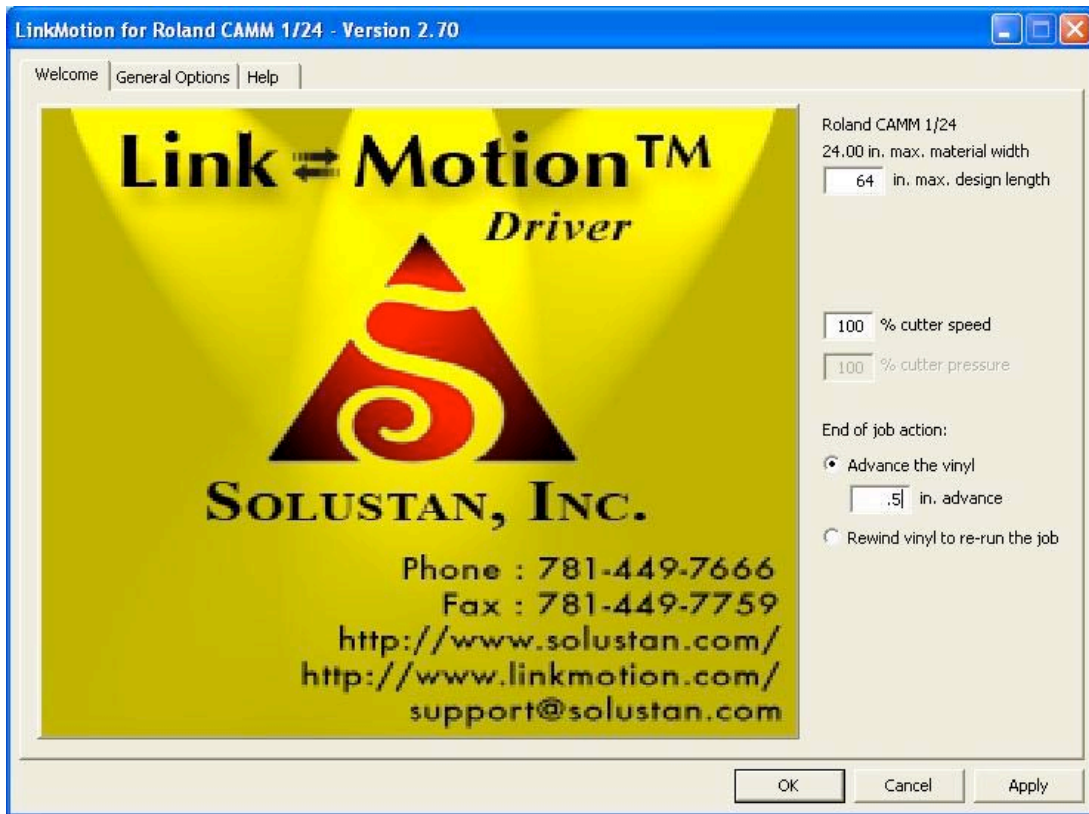 LinkMotion for Roland CAMM 1/24 - Version 2.70
Welcome General Options Help
Link ⇄ Motion™
Driver
SOLUSTAN, INC.
Phone : 781-449-7666
Fax : 781-449-7759
http://www.solustan.com/
http://www.linkmotion.com/
support@solustan.com
Roland CAMM 1/24
24.00 in. max. material width
64 in. max. design length
100 % cutter speed
100 % cutter pressure
End of job action:
Advance the vinyl
.5 in. advance
Rewind vinyl to re-run the job
OK Cancel Apply